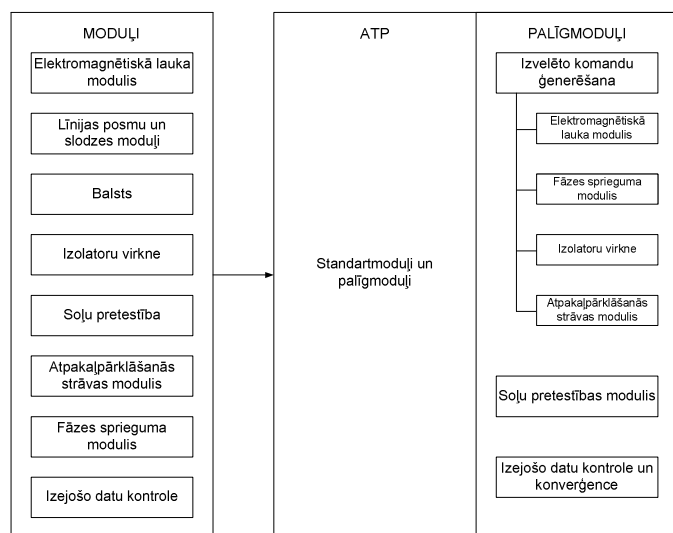 MODUĻI
Elektromagnētiskā lauka
modulis
Līnijas posmu un
slodzes moduļi
Balsts
Izolatoru virkne
Soļu pretestība
Atpakaļpārklāšanās
strāvas modulis
Fāzes sprieguma
modulis
Izejošo datu kontrole
ATP
Standartmoduļi un
palīgmoduļi
PALĪGMODUĻI
Izvelēto komandu
ģenerēšana
Elektromagnētiskā
lauka modulis
Fāzes sprieguma
modulis
Izolatoru virkne
Atpakaļpārklāšanās
strāvas modulis
Soļu pretestības modulis
Izejošo datu kontrole un
konverģence